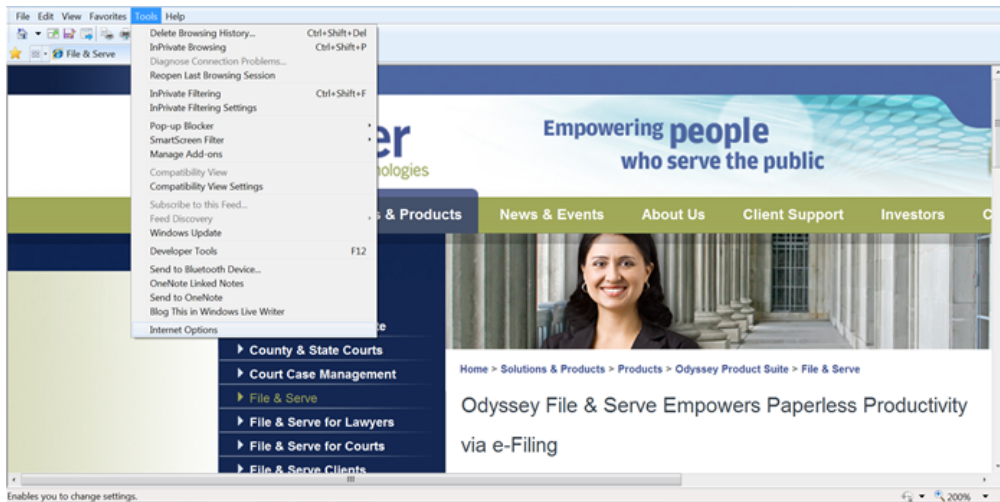 File Edit View Favorites Tools Help
File & Serve
Delete Browsing History... Ctrl+Shift+Del
InPrivate Browsing Ctrl+Shift+P
Diagnose Connection Problems...
Reopen Last Browsing Session
InPrivate Filtering Ctrl+Shift+F
InPrivate Filtering Settings
Pop-up Blocker
SmartScreen Filter
Manage Add-ons
Compatibility View
Compatibility View Settings
Subscribe to this Feed...
Feed Discovery
Windows Update
Developer Tools F12
Send to Bluetooth Device...
OneNote Linked Notes
Send to OneNote
Blog This in Windows Live Writer
Internet Options
Empowering people
who serve the public
& Products News & Events About Us Client Support Investors
County & State Courts
Court Case Management
File & Serve
File & Serve for Lawyers
File & Serve for Courts
File & Serve Clients
Home > Solutions & Products > Products > Odyssey Product Suite > File & Serve
Odyssey File & Serve Empowers Paperless Productivity
via e-Filing
Enables you to change settings. 200%